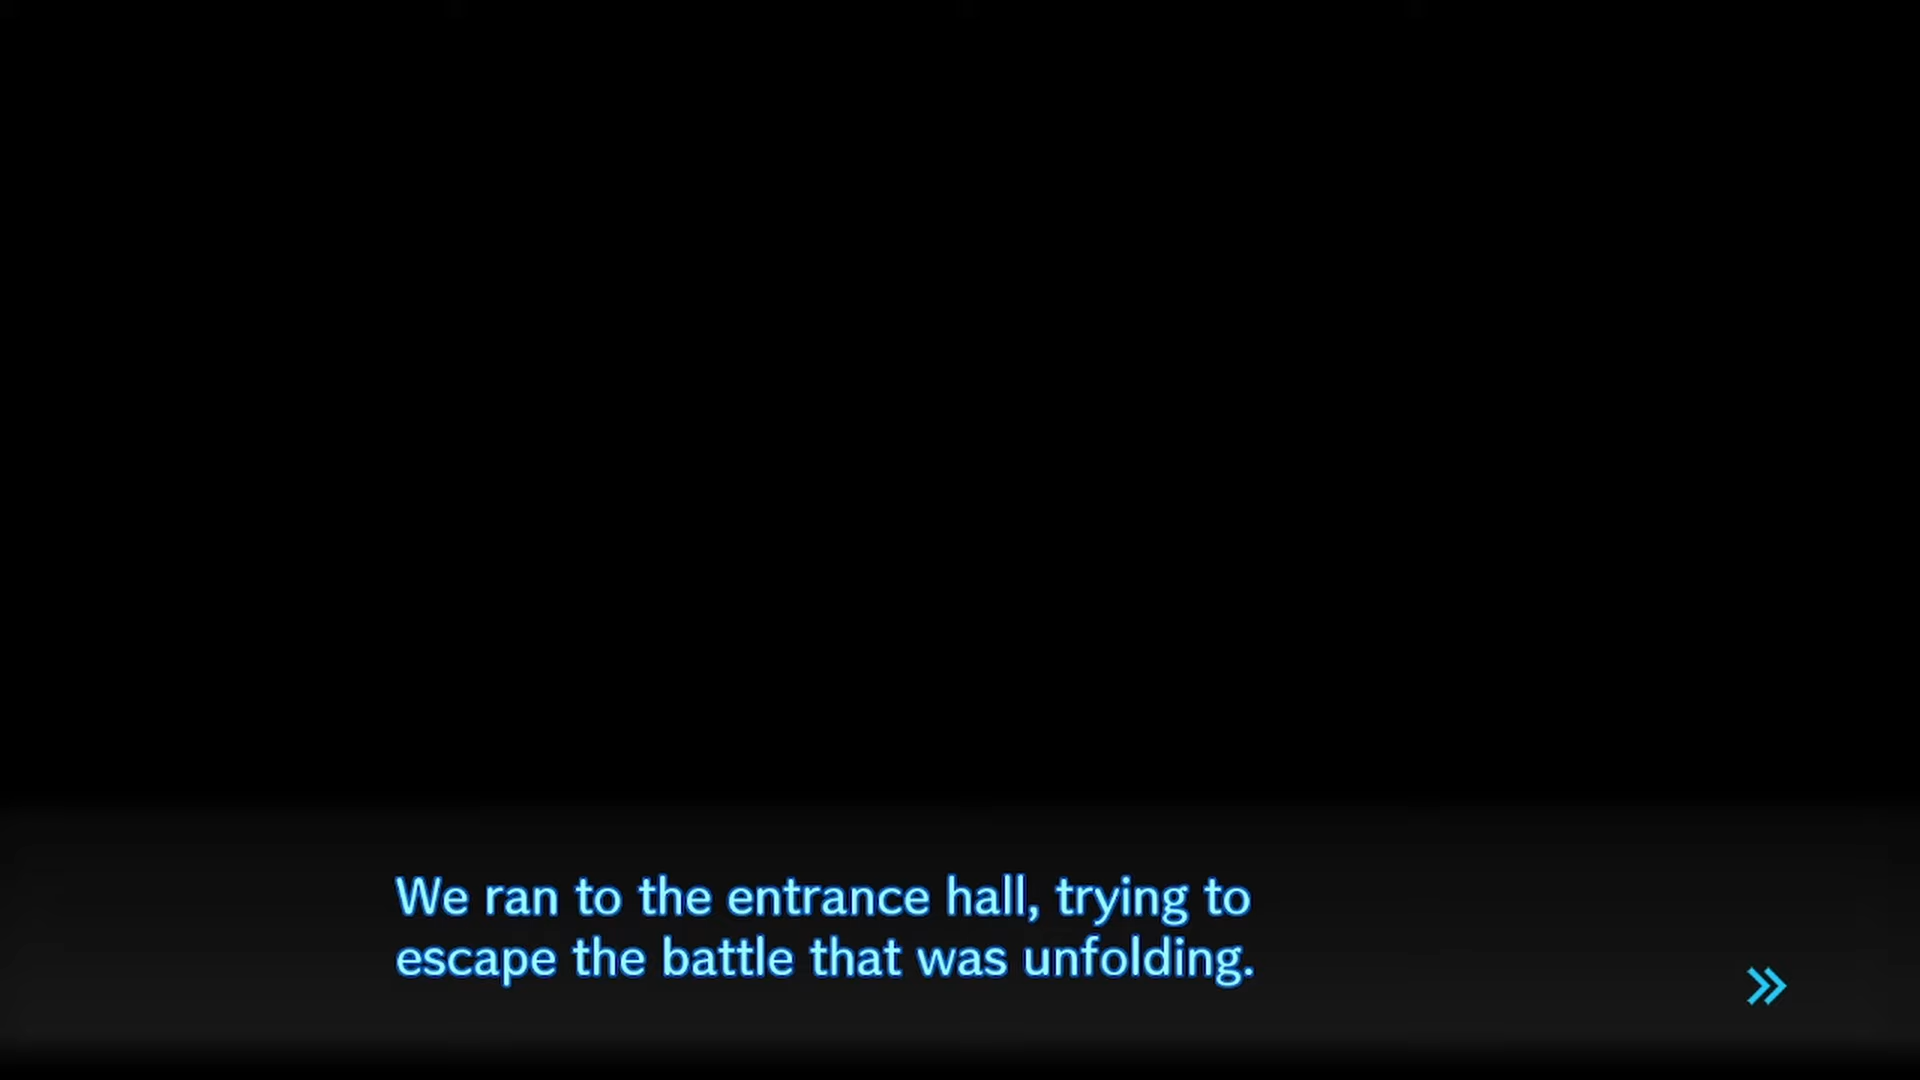 We ran to the entrance hall, trying to
escape the battle that was unfolding.